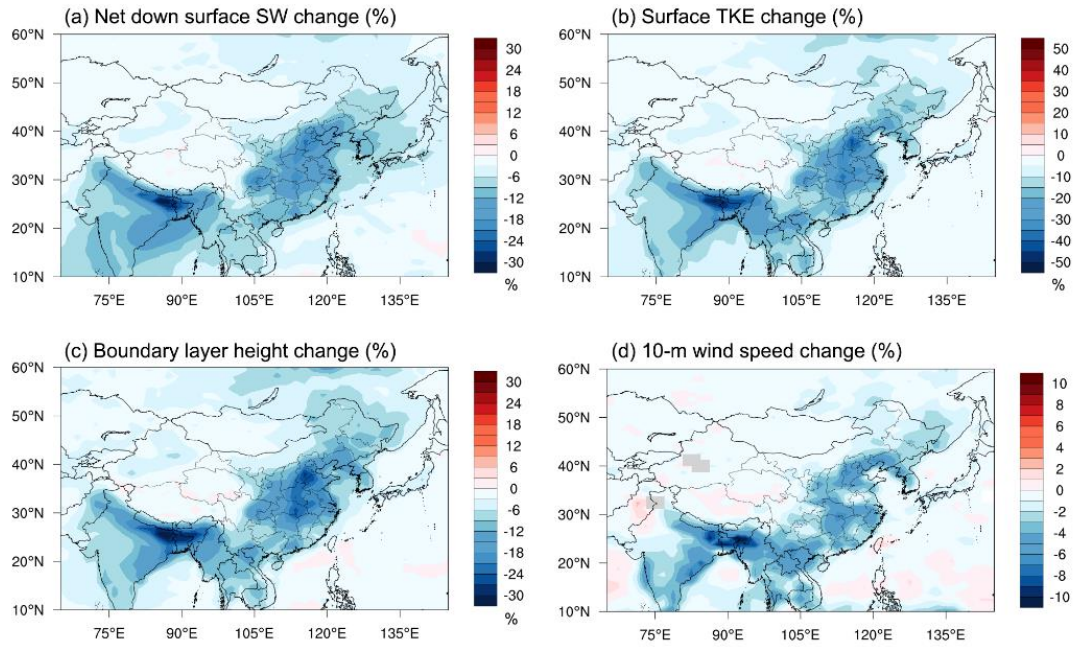 (a) Net down surface SW change (%)
60°N
50°N
40°N
30°N
20°N
10°N
75°E 90°E 105°E 120°E 135°E
30
24
18
12
6
0
-6
-12
-18
-24
-30
%
(b) Surface TKE change (%)
60°N
50°N
40°N
30°N
20°N
10°N
75°E 90°E 105°E 120°E 135°E
50
40
30
20
10
0
-10
-20
-30
-40
-50
%
(c) Boundary layer height change (%)
60°N
50°N
40°N
30°N
20°N
10°N
75°E 90°E 105°E 120°E 135°E
30
24
18
12
6
0
-6
-12
-18
-24
-30
%
(d) 10-m wind speed change (%)
60°N
50°N
40°N
30°N
20°N
10°N
75°E 90°E 105°E 120°E 135°E
10
8
6
4
2
0
-2
-4
-6
-8
-10